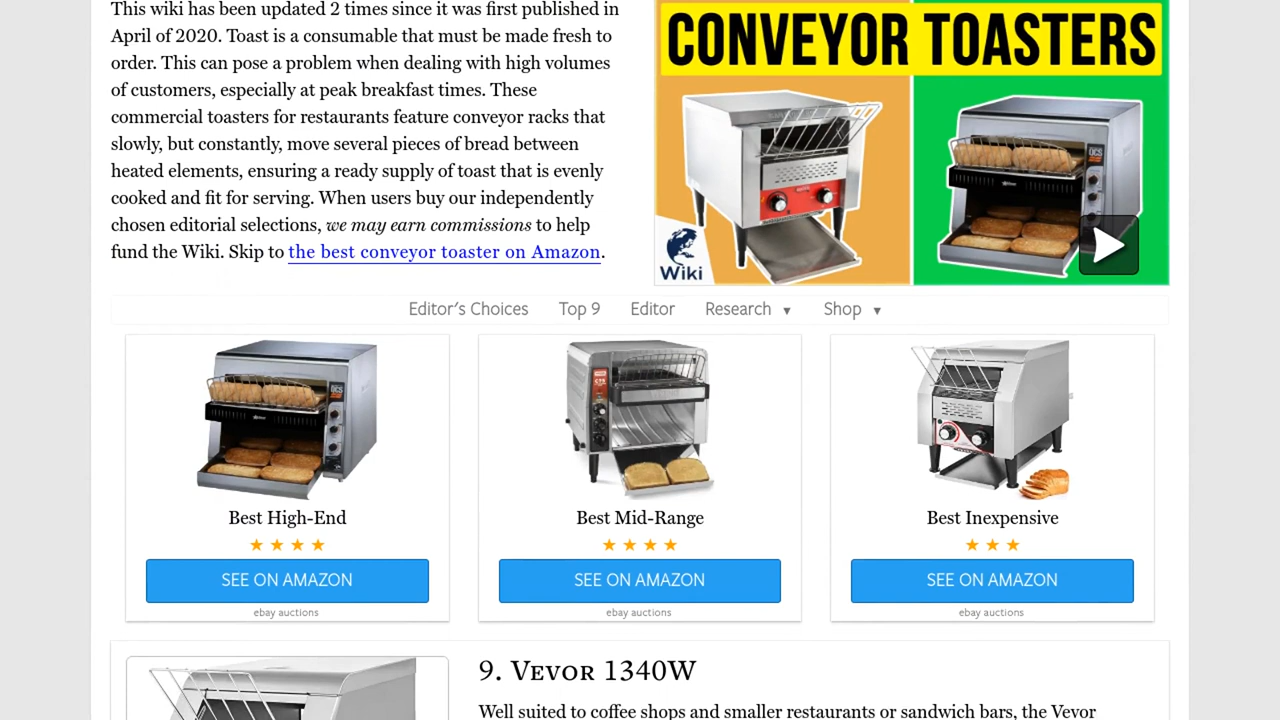 This wiki has been updated 2 times since it was first published in
April of 2020. Toast is a consumable that must be made fresh to
order. This can pose a problem when dealing with high volumes
of customers, especially at peak breakfast times. These
commercial toasters for restaurants feature conveyor racks that
slowly, but constantly, move several pieces of bread between
heated elements, ensuring a ready supply of toast that is evenly
cooked and fit for serving. When users buy our independently
chosen editorial selections, we may earn commissions to help
fund the Wiki. Skip to the best conveyor toaster on Amazon.
CONVEYOR TOASTERS
Wiki
Editor's Choices Top 9 Editor Research ▼ Shop ▼
Best High-End
SEE ON AMAZON
ebay auctions
Best Mid-Range
SEE ON AMAZON
ebay auctions
Best Inexpensive
SEE ON AMAZON
ebay auctions
9. Vevor 1340W
Well suited to coffee shops and smaller restaurants or sandwich bars, the Vevor